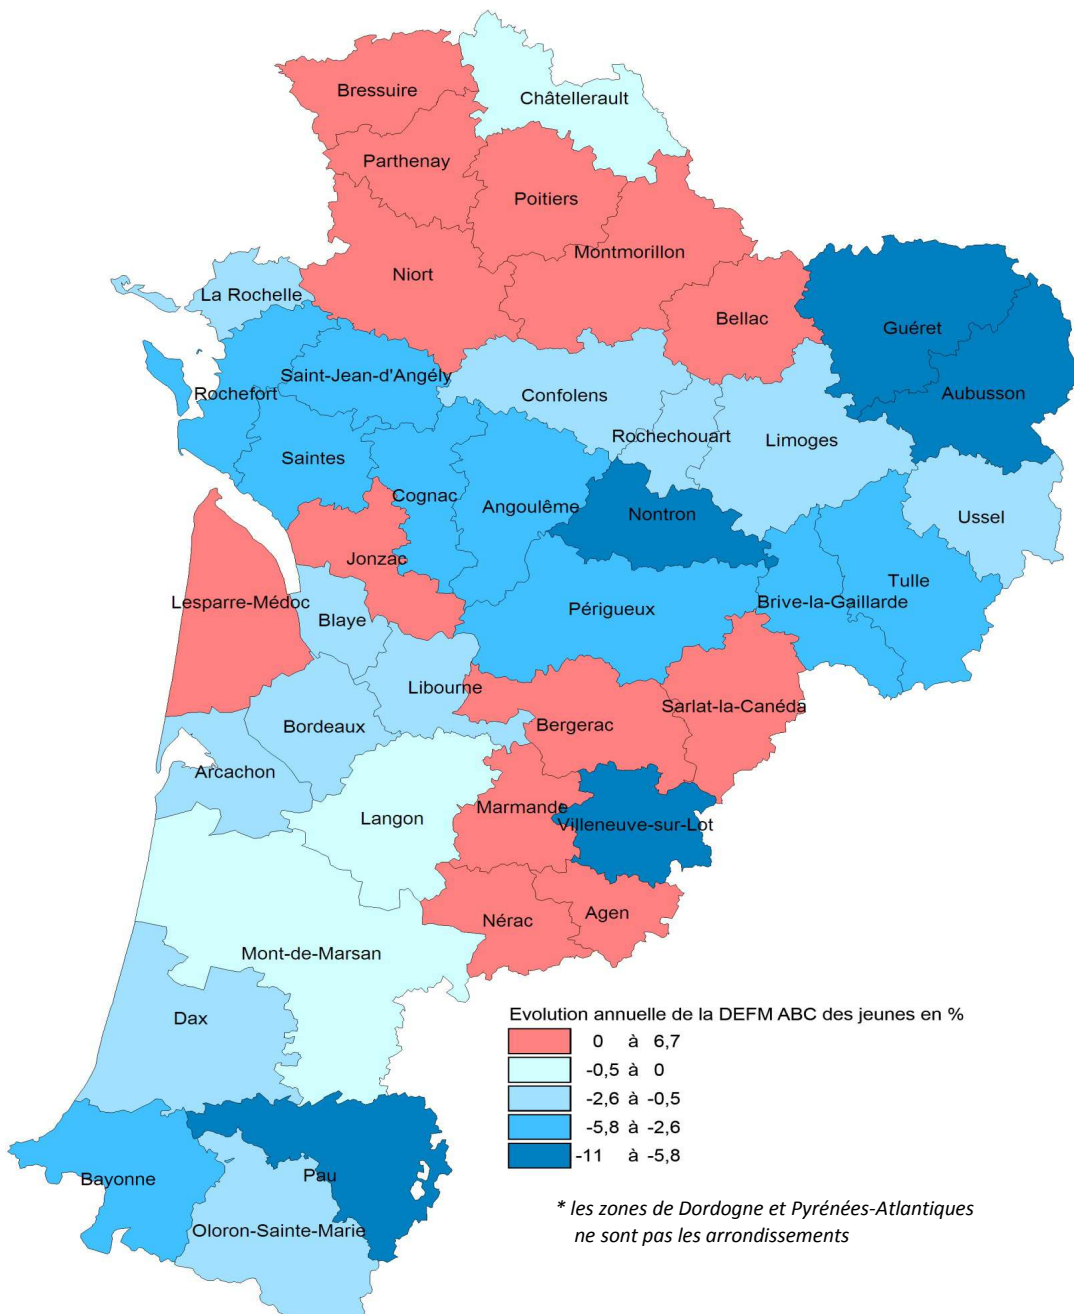 Bressuire
Châtellerault
Parthenay
Poitiers
Montmorillon
Niort
La Rochelle
Bellac
Guéret
Saint-Jean-d'Angély
Rochefort
Confolens
Aubusson
Rochechouart
Limoges
Saintes
Cognac
Angoulême
Nontron
Ussel
Jonzac
Tulle
Lesparre-Médoc
Périgueux
Brive-la-Gaillarde
Blaye
Libourne
Sarlat-la-Canéda
Bordeaux
Bergerac
Arcachon
Marmande
Langon
Villeneuve-sur-Lot
Nérac
Agen
Mont-de-Marsan
Dax
Evolution annuelle de la DEFM ABC des jeunes en %
0 à 6,7
-0,5 à 0
-2,6 à -0,5
-5,8 à -2,6
-11 à -5,8
Bayonne
Pau
Oloron-Sainte-Marie
* les zones de Dordogne et Pyrénées-Atlantiques
ne sont pas les arrondissements